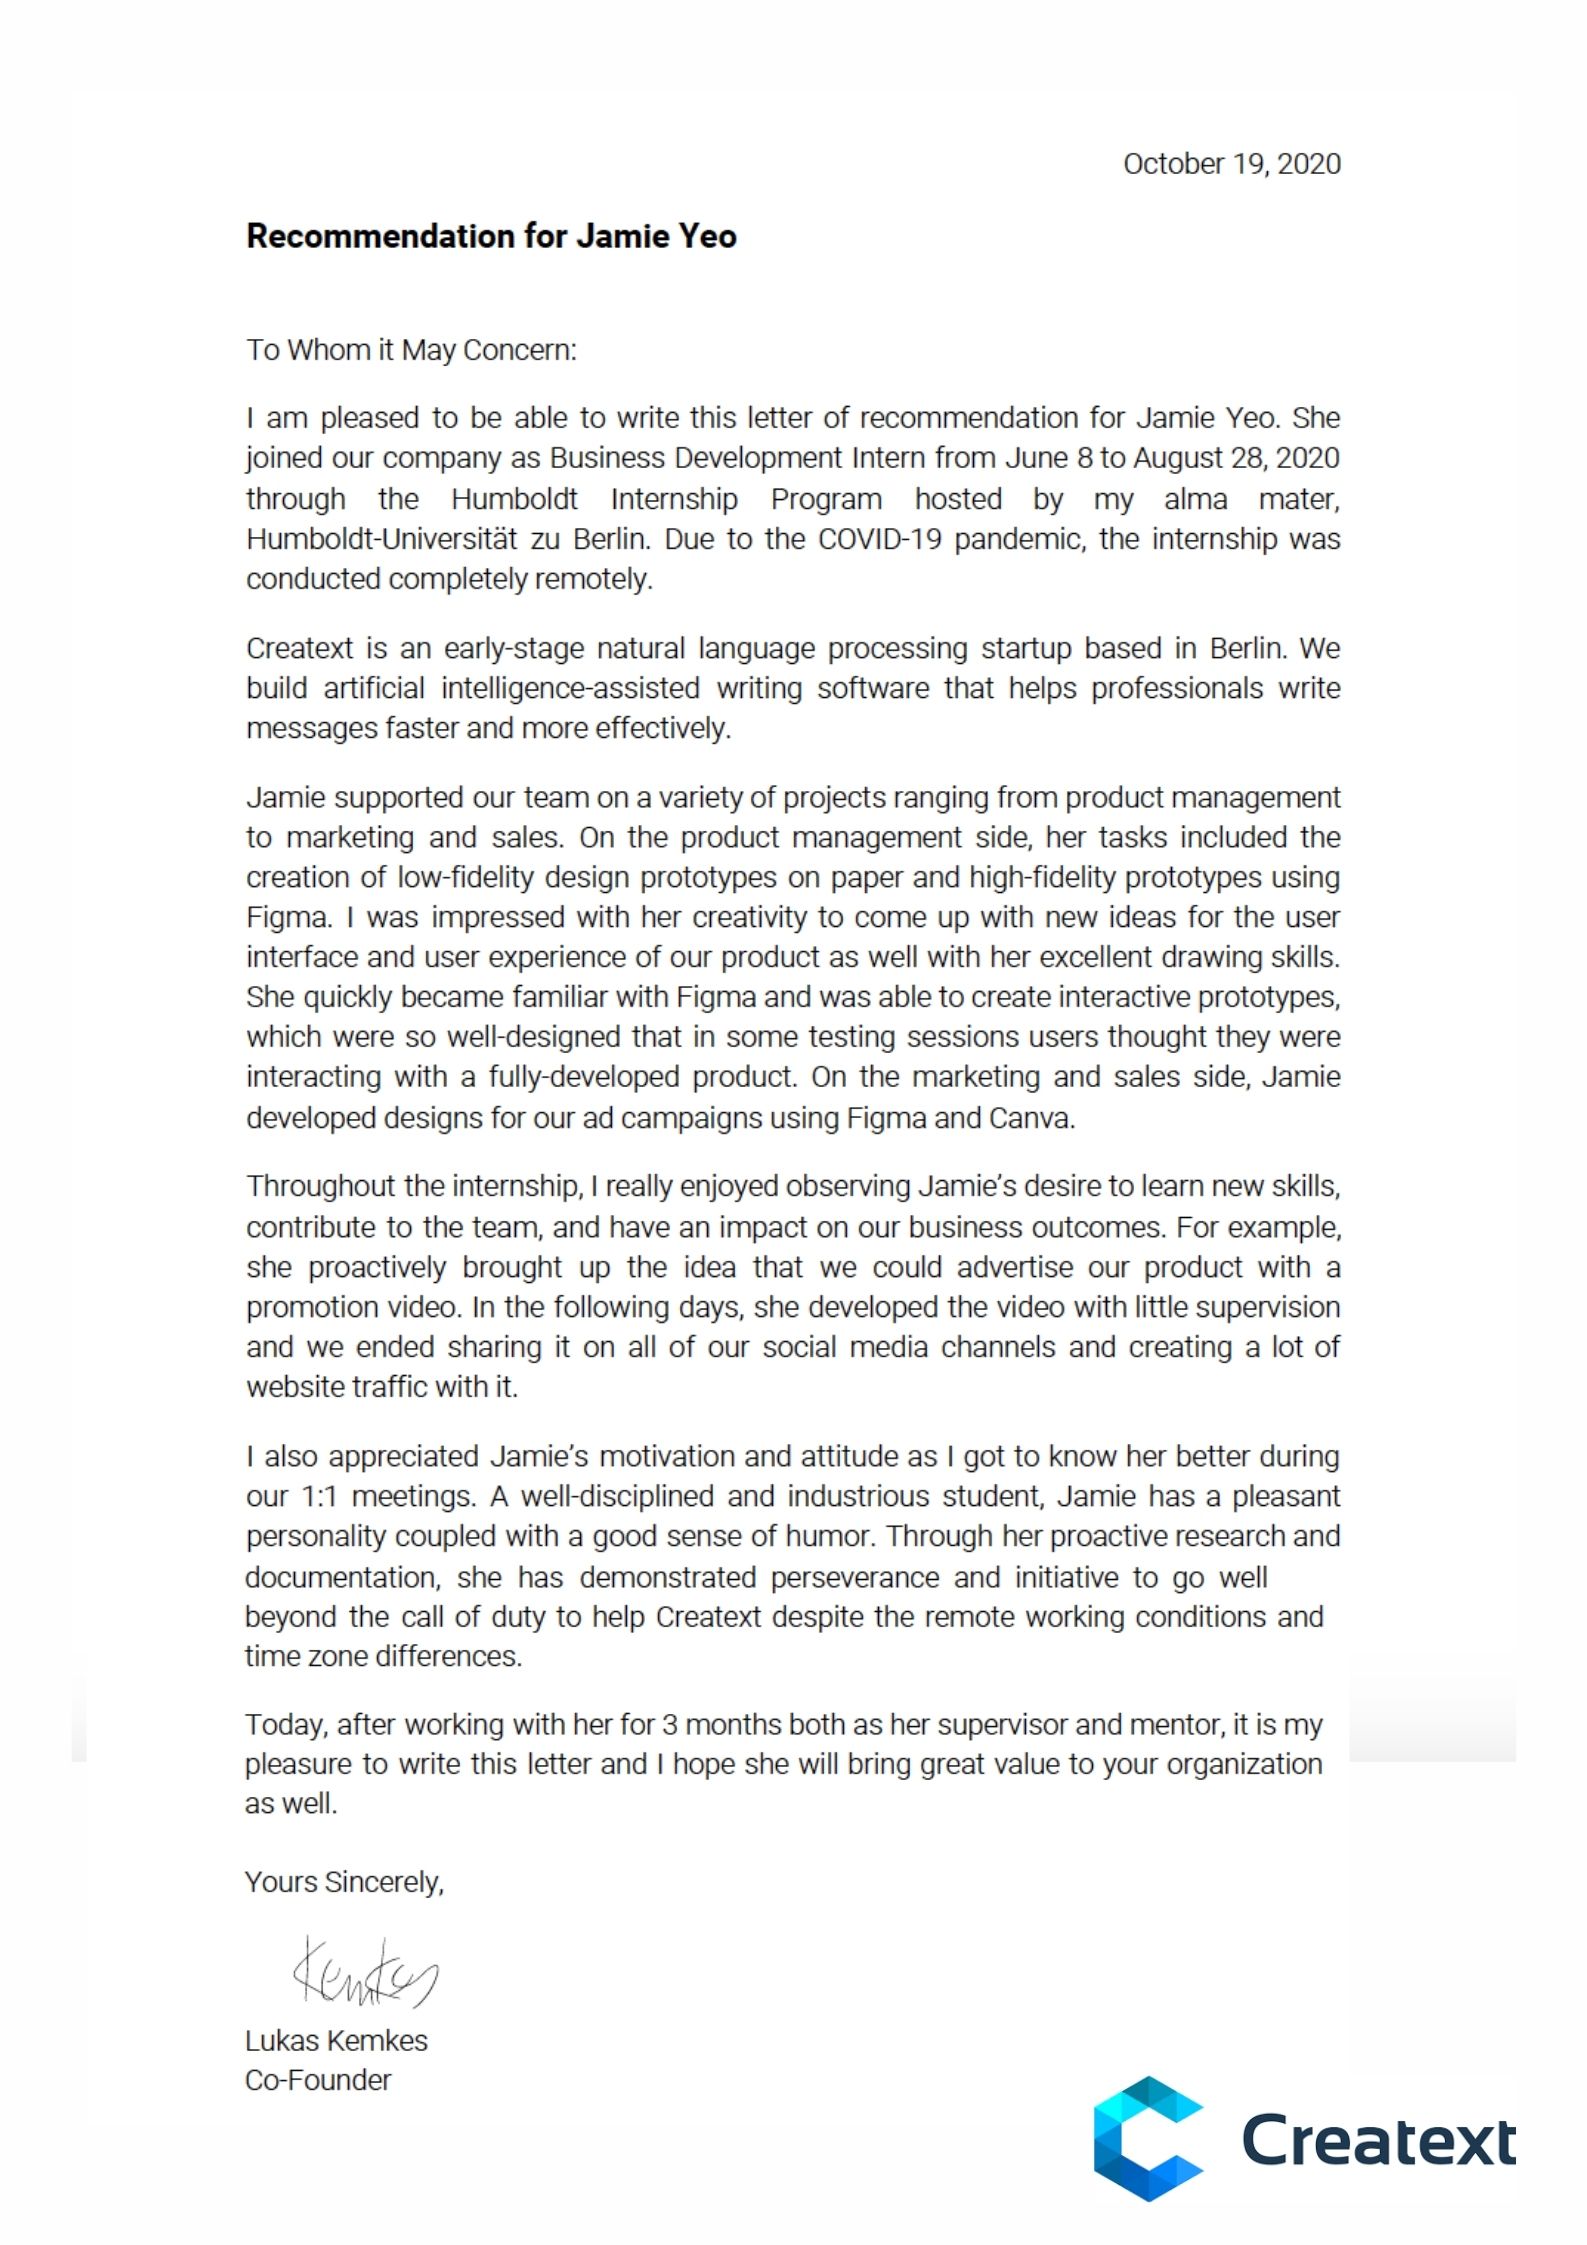 October 19, 2020
Recommendation for Jamie Yeo
To Whom it May Concern:
I am pleased to be able to write this letter of recommendation for Jamie Yeo. She
joined our company as Business Development Intern from June 8 to August 28, 2020
through the Humboldt Internship Program hosted by my alma mater,
Humboldt-Universität zu Berlin. Due to the COVID-19 pandemic, the internship was
conducted completely remotely.
Creatext is an early-stage natural language processing startup based in Berlin. We
build artificial intelligence-assisted writing software that helps professionals write
messages faster and more effectively.
Jamie supported our team on a variety of projects ranging from product management
to marketing and sales. On the product management side, her tasks included the
creation of low-fidelity design prototypes on paper and high-fidelity prototypes using
Figma. I was impressed with her creativity to come up with new ideas for the user
interface and user experience of our product as well with her excellent drawing skills.
She quickly became familiar with Figma and was able to create interactive prototypes,
which were so well-designed that in some testing sessions users thought they were
interacting with a fully-developed product. On the marketing and sales side, Jamie
developed designs for our ad campaigns using Figma and Canva.
Throughout the internship, I really enjoyed observing Jamie’s desire to learn new skills,
contribute to the team, and have an impact on our business outcomes. For example,
she proactively brought up the idea that we could advertise our product with a
promotion video. In the following days, she developed the video with little supervision
and we ended sharing it on all of our social media channels and creating a lot of
website traffic with it.
I also appreciated Jamie’s motivation and attitude as I got to know her better during
our 1:1 meetings. A well-disciplined and industrious student, Jamie has a pleasant
personality coupled with a good sense of humor. Through her proactive research and
documentation, she has demonstrated perseverance and initiative to go well
beyond the call of duty to help Creatext despite the remote working conditions and
time zone differences.
Today, after working with her for 3 months both as her supervisor and mentor, it is my
pleasure to write this letter and I hope she will bring great value to your organization
as well.
Yours Sincerely,
Kemkes
Lukas Kemkes
Co-Founder
Creatext